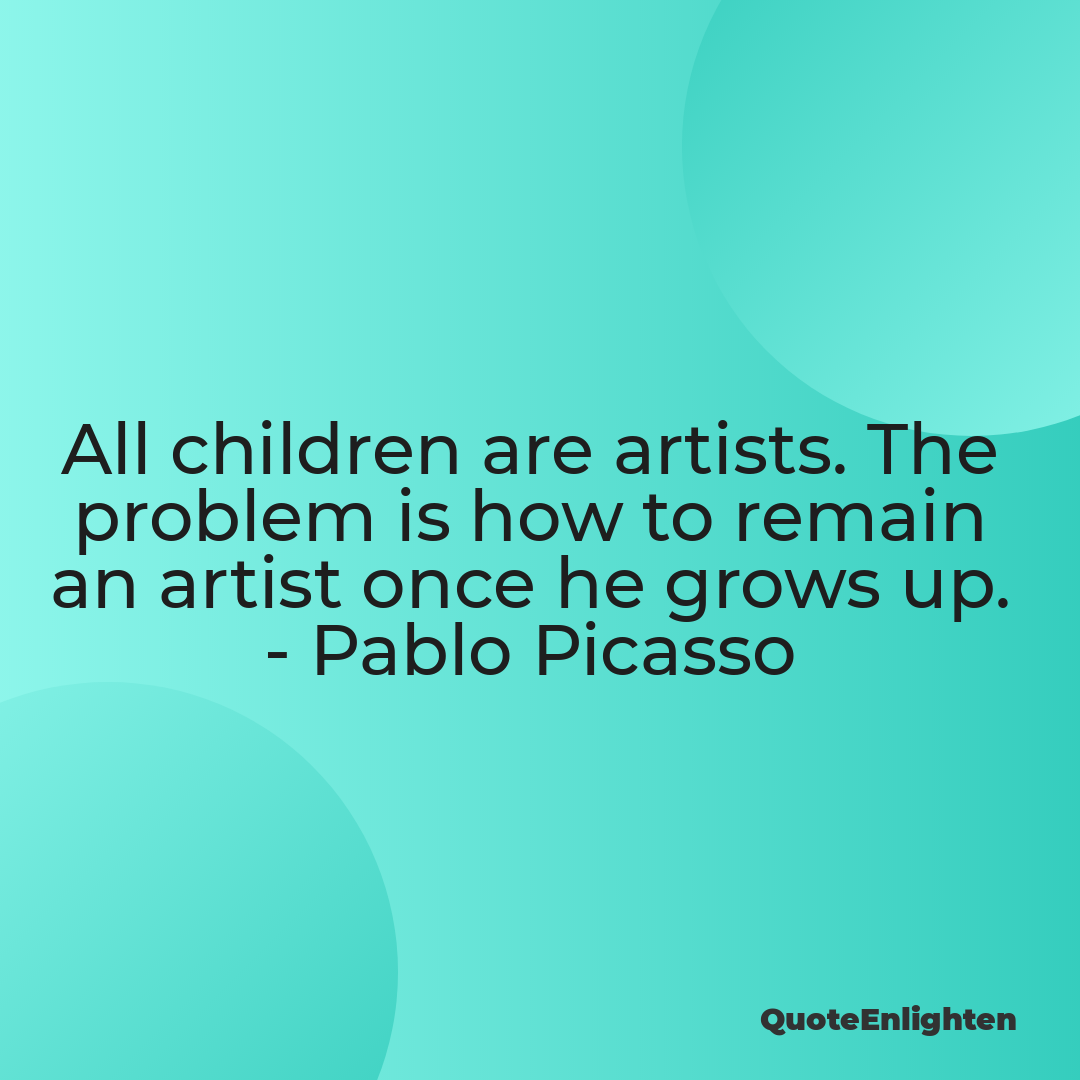 All children are artists. The
problem is how to remain
an artist once he grows up.
- Pablo Picasso
QuoteEnlighten